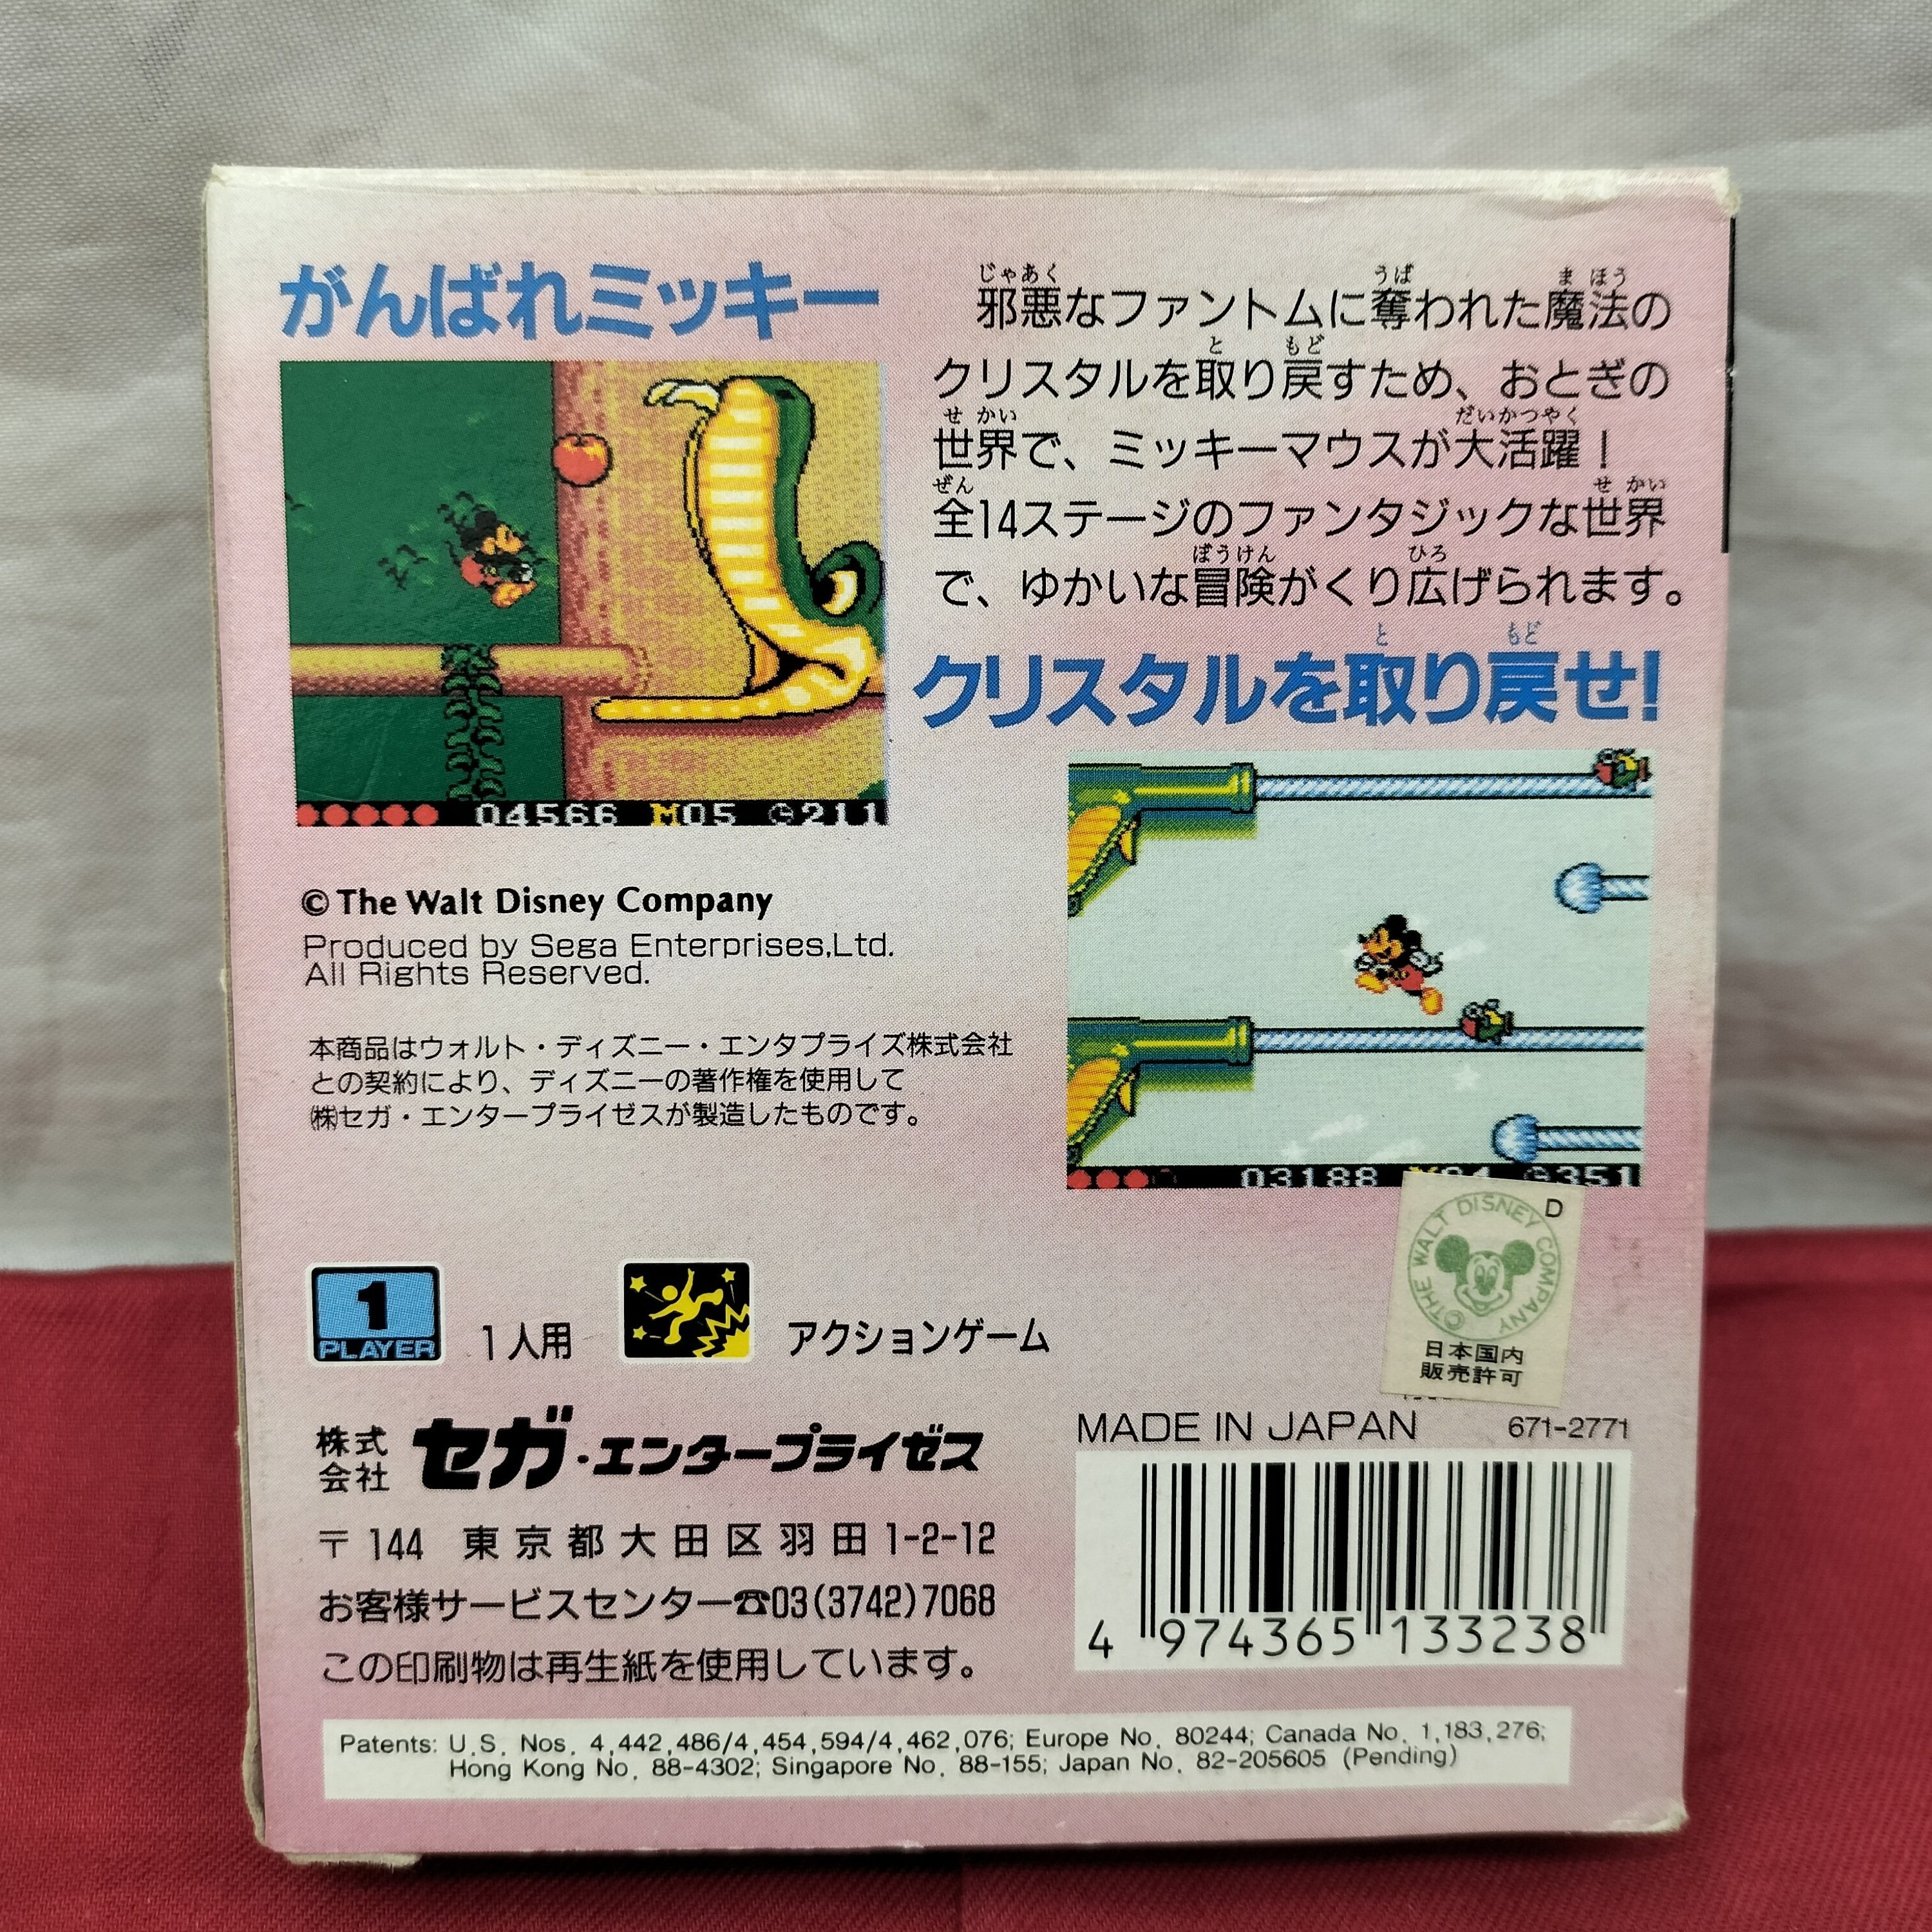 がんばれミッキー
邪悪なファントムに奪われた魔法の
クリスタルを取り戻すため、おとぎの
世界で、ミッキーマウスが大活躍！
全14ステージのファンタジックな世界
で、ゆかいな冒険がくり広げられます。
クリスタルを取り戻せ!
04566 M05 211
© The Walt Disney Company
Produced by Sega Enterprises,Ltd.
All Rights Reserved.
本商品はウォルト・ディズニー・エンタプライズ株式会社
との契約により、ディズニーの著作権を使用して
㈱セガ・エンタープライゼスが製造したものです。
03188 351
D
© THE WALT DISNEY COMPANY
日本国内
販売許可
1
PLAYER
1人用
アクションゲーム
株式会社 セガ・エンタープライゼス
〒144 東京都大田区羽田1-2-12
お客様サービスセンター☎03(3742)7068
この印刷物は再生紙を使用しています。
MADE IN JAPAN 671-2771
4 974365 133238
Patents: U.S. Nos. 4,442,486/4,454,594/4,462,076; Europe No. 80244; Canada No. 1,183,276;
Hong Kong No. 88-4302; Singapore No. 88-155; Japan No. 82-205605 (Pending)